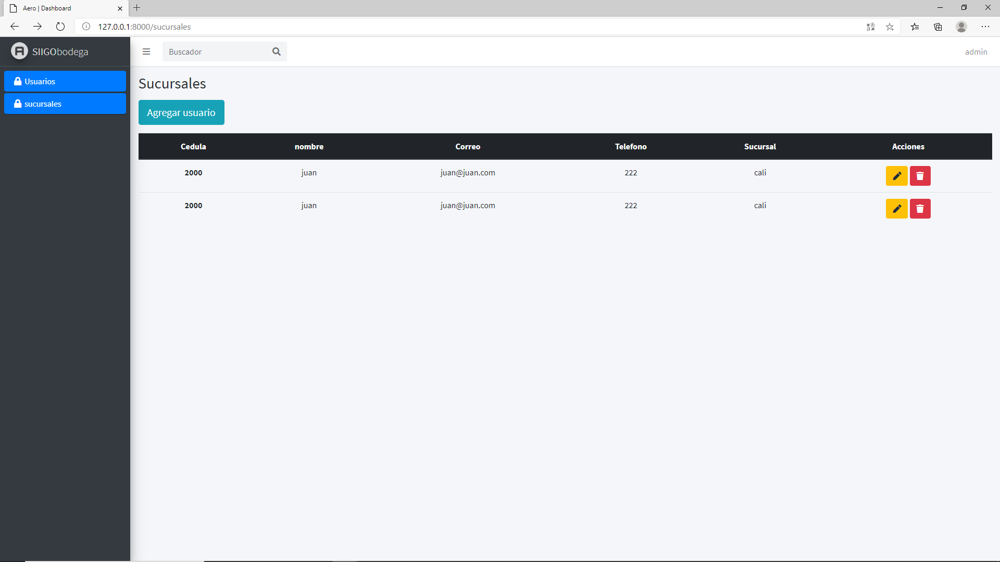 Aero | Dashboard
127.0.0.1:8000/sucursales
SIIGObodega
Buscador
admin
Usuarios
sucursales
Sucursales
Agregar usuario
Cedula nombre Correo Telefono Sucursal Acciones
2000 juan juan@juan.com 222 cali
2000 juan juan@juan.com 222 cali